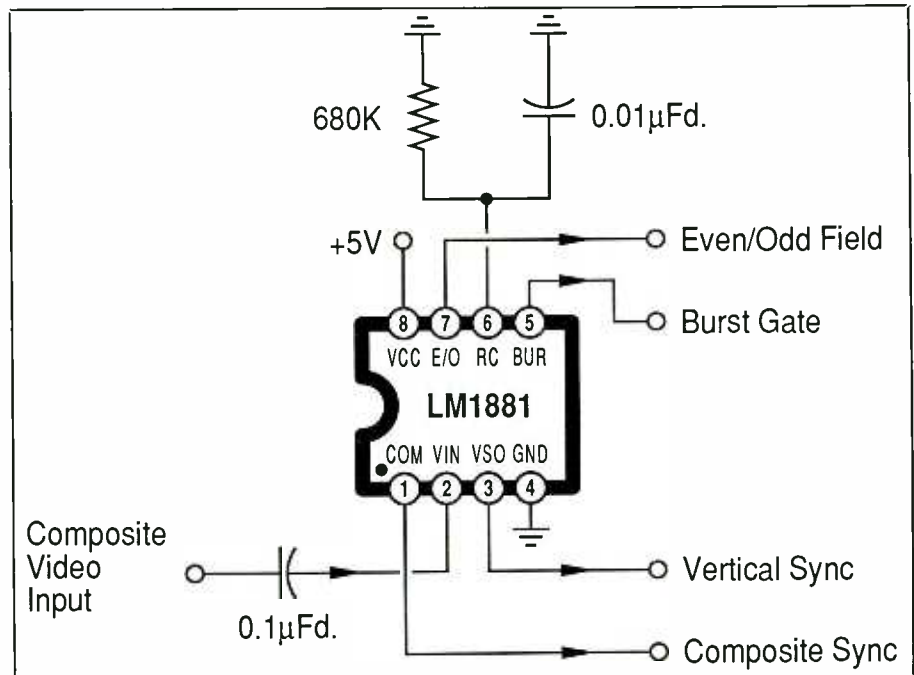 680K
0.01µFd.
+5V
Even/Odd Field
Burst Gate
8 7 6 5
VCC E/O RC BUR
LM1881
COM VIN VSO GND
1 2 3 4
Composite
Video
Input
0.1µFd.
Vertical Sync
Composite Sync